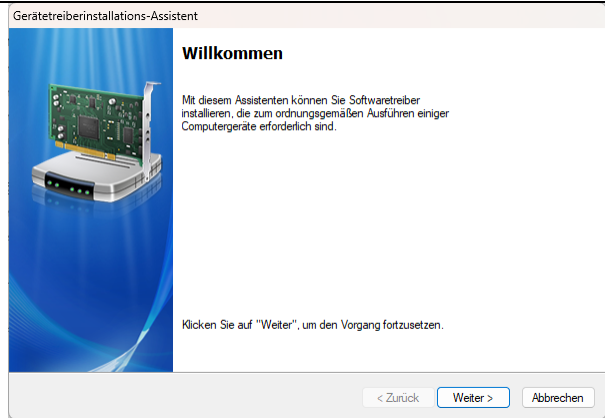 Gerätetreiberinstallations-Assistent
Willkommen
Mit diesem Assistenten können Sie Softwaretreiber
installieren, die zum ordnungsgemäßen Ausführen einiger
Computergeräte erforderlich sind.
Klicken Sie auf "Weiter", um den Vorgang fortzusetzen.
< Zurück Weiter > Abbrechen